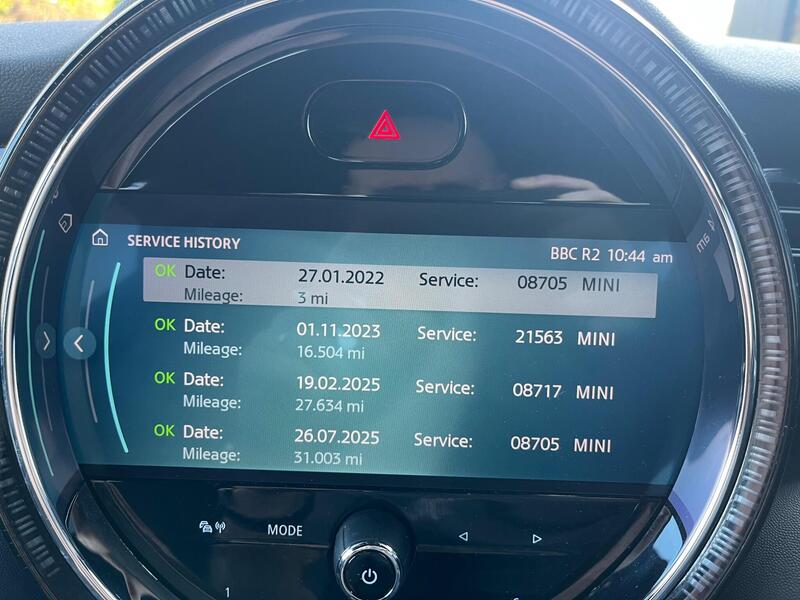 SERVICE HISTORY
BBC R2 10:44 am
OK Date: 27.01.2022 Service: 08705 MINI
Mileage: 3 mi
OK Date: 01.11.2023 Service: 21563 MINI
Mileage: 16.504 mi
OK Date: 19.02.2025 Service: 08717 MINI
Mileage: 27.634 mi
OK Date: 26.07.2025 Service: 08705 MINI
Mileage: 31.003 mi
MODE
1